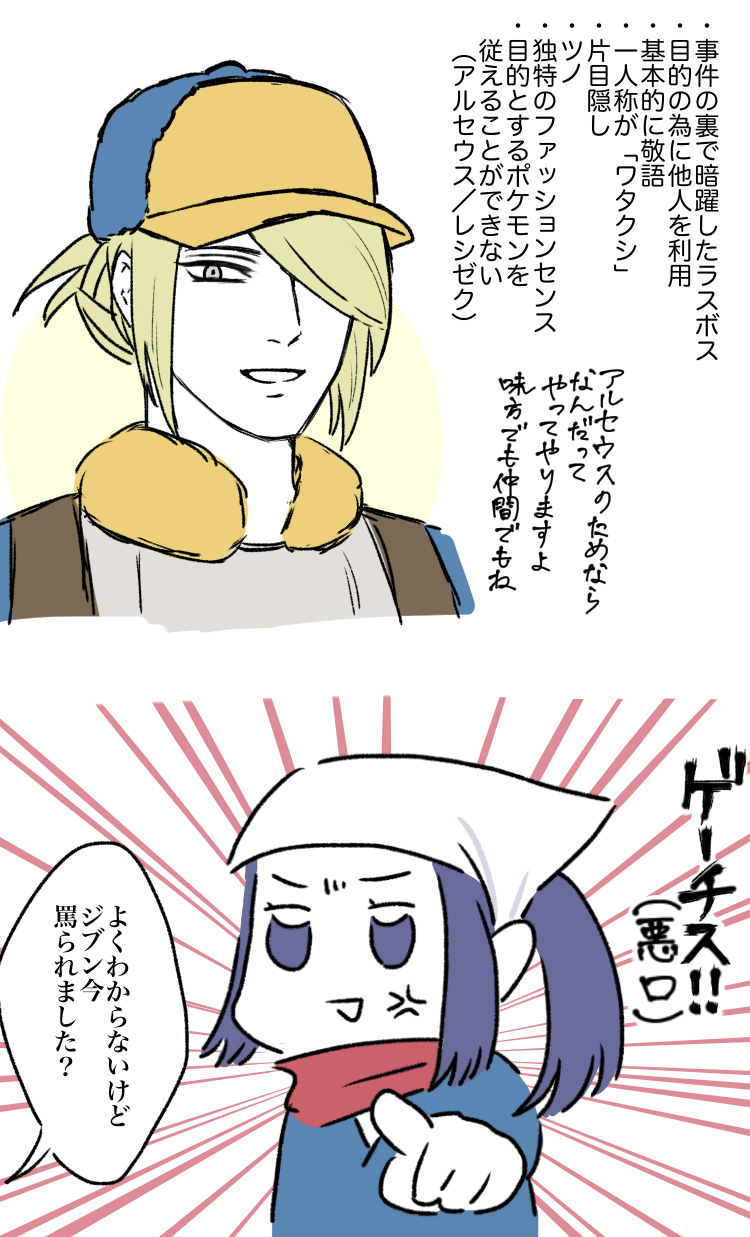 ・事件の裏で暗躍したラスボス
・目的の為に他人を利用
・基本的に敬語
・一人称が「ワタクシ」
・片目隠し
・ツノ
・独特のファッションセンス
・目的とするポケモンを
従えることができない
(アルセウス／レシゼク)
アルセウスのためなら
なんだって
やってやりますよ
味方でも仲間でもね
ゲーチス!!
(悪口)
よくわからないけど
ジブン今
罵られました？